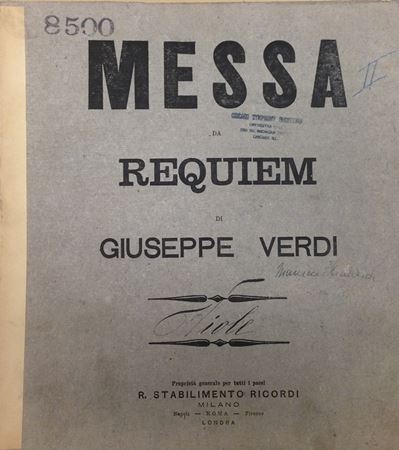 8500
MESSA
II
DA
REQUIEM
DI
GIUSEPPE VERDI
Viole
Proprietà generale per tutti i paesi
R. STABILIMENTO RICORDI
MILANO
Napoli — ROMA — Firenze
LONDRA